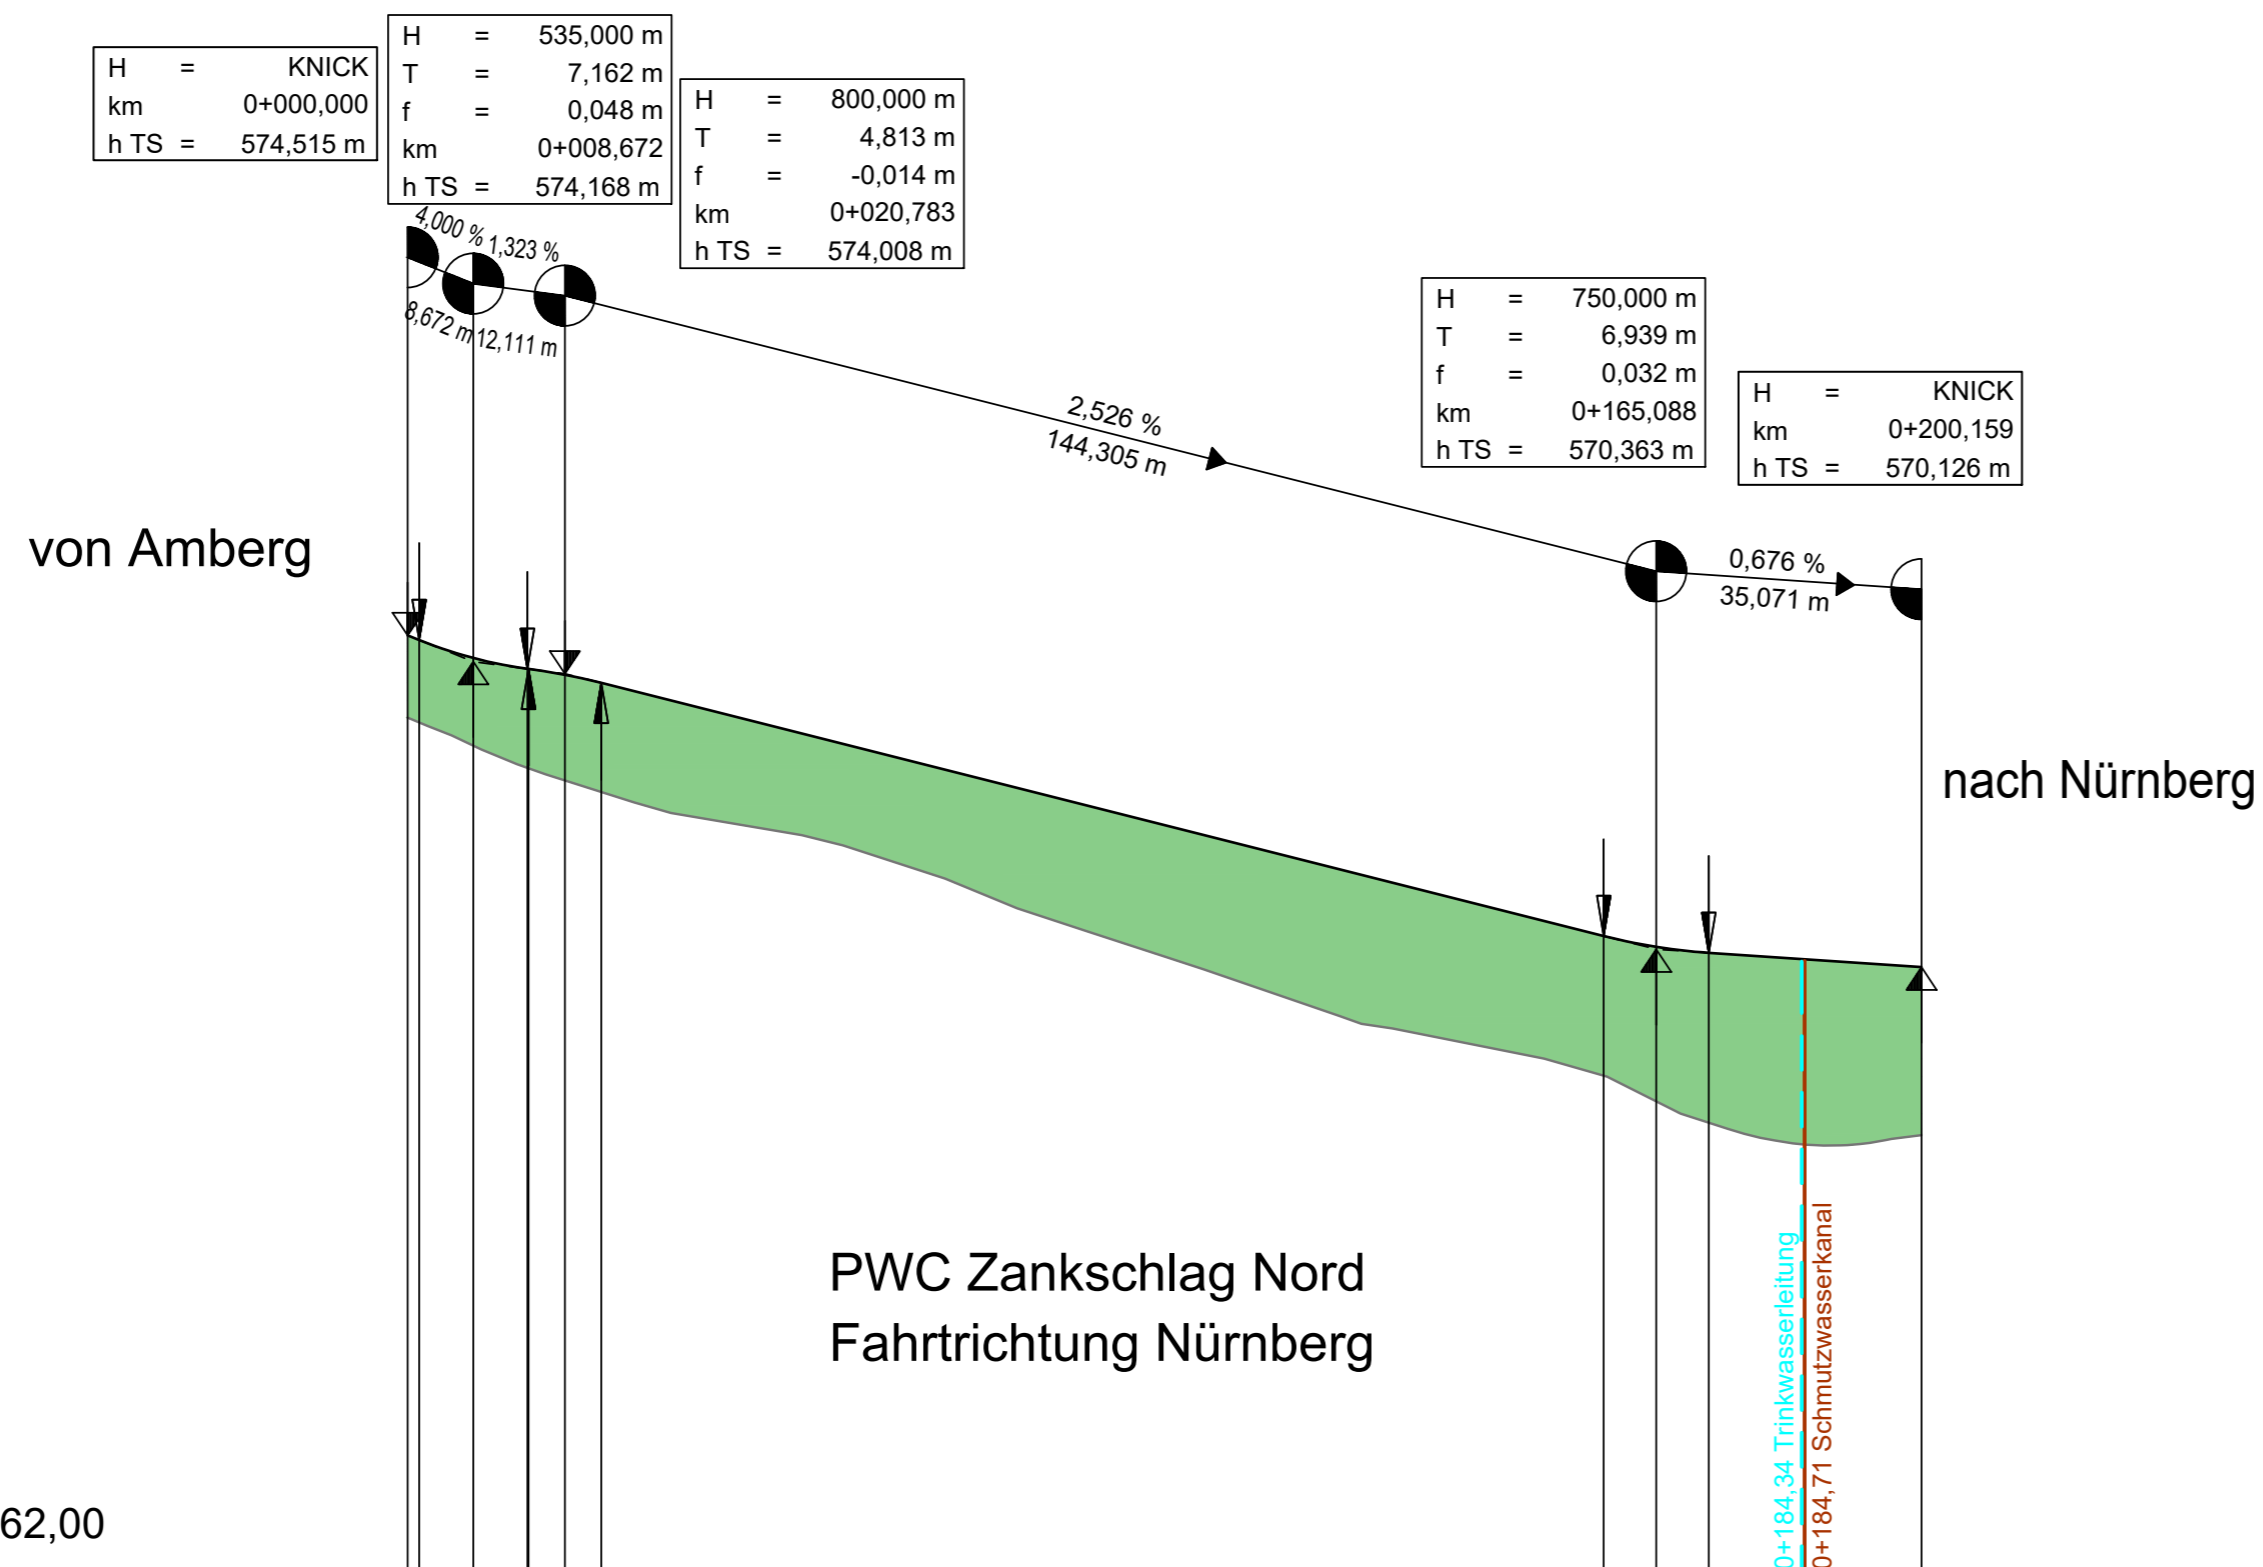 H = KNICK
km 0+000,000
h TS = 574,515 m
H = 535,000 m
T = 7,162 m
f = 0,048 m
km 0+008,672
h TS = 574,168 m
H = 800,000 m
T = 4,813 m
f = -0,014 m
km 0+020,783
h TS = 574,008 m
4,000 % 1,323 %
8,672 m 12,111 m
2,526 %
144,305 m
H = 750,000 m
T = 6,939 m
f = 0,032 m
km 0+165,088
h TS = 570,363 m
H = KNICK
km 0+200,159
h TS = 570,126 m
0,676 %
35,071 m
von Amberg
nach Nürnberg
PWC Zankschlag Nord
Fahrtrichtung Nürnberg
0+184,34 Trinkwasserleitung
0+184,71 Schmutzwasserkanal
62,00